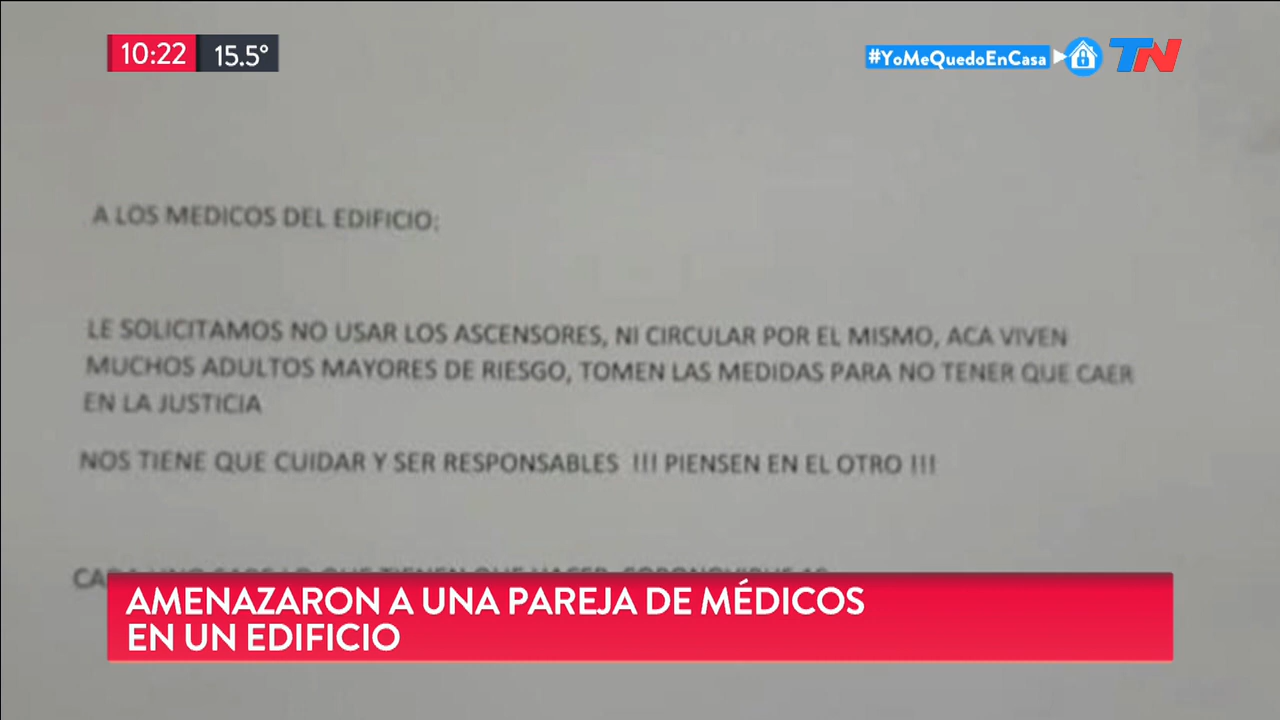 10:22 15.5°
#YoMeQuedoEnCasa TN
A LOS MEDICOS DEL EDIFICIO:
LE SOLICITAMOS NO USAR LOS ASCENSORES, NI CIRCULAR POR EL MISMO, ACA VIVEN
MUCHOS ADULTOS MAYORES DE RIESGO, TOMEN LAS MEDIDAS PARA NO TENER QUE CAER
EN LA JUSTICIA
NOS TIENE QUE CUIDAR Y SER RESPONSABLES !!! PIENSEN EN EL OTRO !!!
AMENAZARON A UNA PAREJA DE MÉDICOS
EN UN EDIFICIO